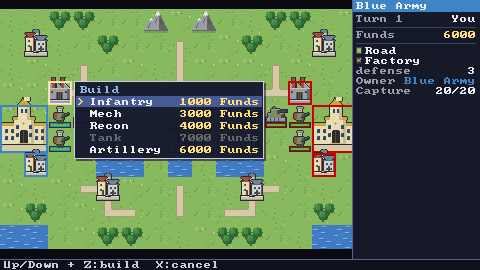 Blue Army
Turn 1 You
Funds 6000
Road
Factory
defense 3
Owner Blue Army
Capture 20/20
Build
> Infantry 1000 Funds
Mech 3000 Funds
Recon 4000 Funds
Tank 7000 Funds
Artillery 6000 Funds
Up/Down + Z:build X:cancel